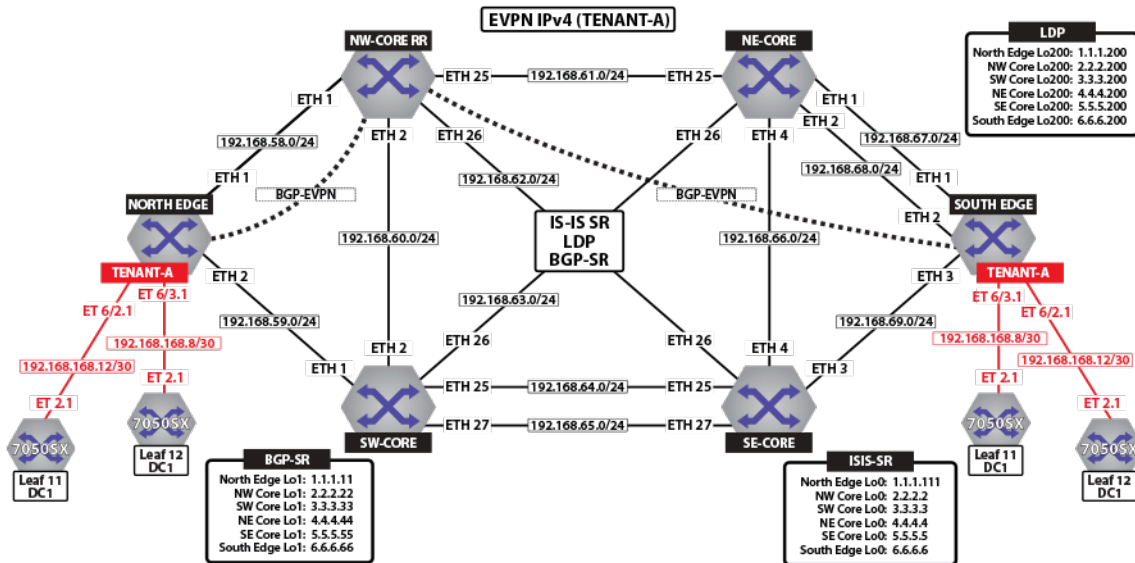 EVPN IPv4 (TENANT-A)
NW-CORE RR
NE-CORE
LDP
North Edge Lo200: 1.1.1.200
NW Core Lo200: 2.2.2.200
SW Core Lo200: 3.3.3.200
NE Core Lo200: 4.4.4.200
SE Core Lo200: 5.5.5.200
South Edge Lo200: 6.6.6.200
ETH 25
192.168.61.0/24
ETH 25
ETH 1
ETH 2
ETH 26
ETH 26
ETH 4
ETH 2
ETH 1
192.168.58.0/24
192.168.67.0/24
192.168.62.0/24
192.168.68.0/24
ETH 1
BGP-EVPN
BGP-EVPN
ETH 1
NORTH EDGE
ETH 2
SOUTH EDGE
IS-IS SR
LDP
BGP-SR
192.168.60.0/24
192.168.66.0/24
TENANT-A
ETH 2
ETH 3
TENANT-A
ET 6/2.1
ET 6/3.1
192.168.63.0/24
ET 6/3.1
ET 6/2.1
192.168.59.0/24
192.168.69.0/24
192.168.168.8/30
192.168.168.12/30
192.168.168.8/30
192.168.168.12/30
ETH 2
ETH 26
ETH 26
ETH 4
ETH 1
ETH 3
ET 2.1
ET 2.1
ET 2.1
ET 2.1
ETH 25
192.168.64.0/24
ETH 25
ETH 27
192.168.65.0/24
ETH 27
7050SX
Leaf 11
DC1
7050SX
Leaf 12
DC1
SW-CORE
SE-CORE
7050SX
Leaf 11
DC1
7050SX
Leaf 12
DC1
BGP-SR
North Edge Lo1: 1.1.1.11
NW Core Lo1: 2.2.2.22
SW Core Lo1: 3.3.3.33
NE Core Lo1: 4.4.4.44
SE Core Lo1: 5.5.5.55
South Edge Lo1: 6.6.6.66
ISIS-SR
North Edge Lo0: 1.1.1.111
NW Core Lo0: 2.2.2.2
SW Core Lo0: 3.3.3.3
NE Core Lo0: 4.4.4.4
SE Core Lo0: 5.5.5.5
South Edge Lo0: 6.6.6.6